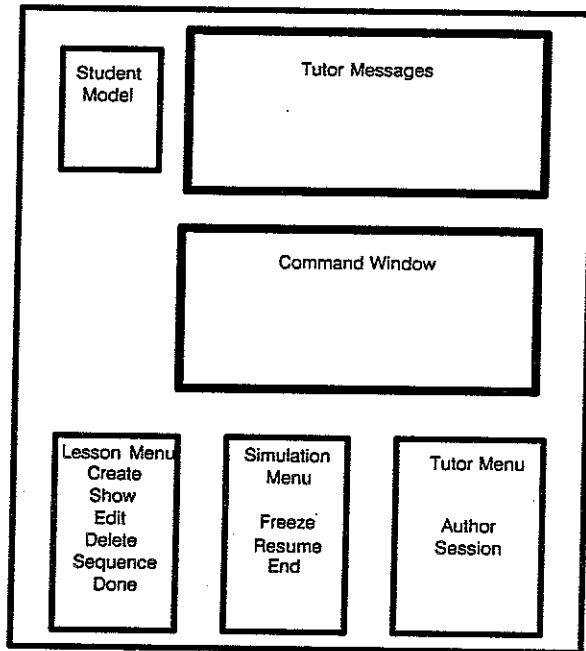 Student
Model
Tutor Messages
Command Window
Lesson Menu
Create
Show
Edit
Delete
Sequence
Done
Simulation
Menu
Freeze
Resume
End
Tutor Menu
Author
Session